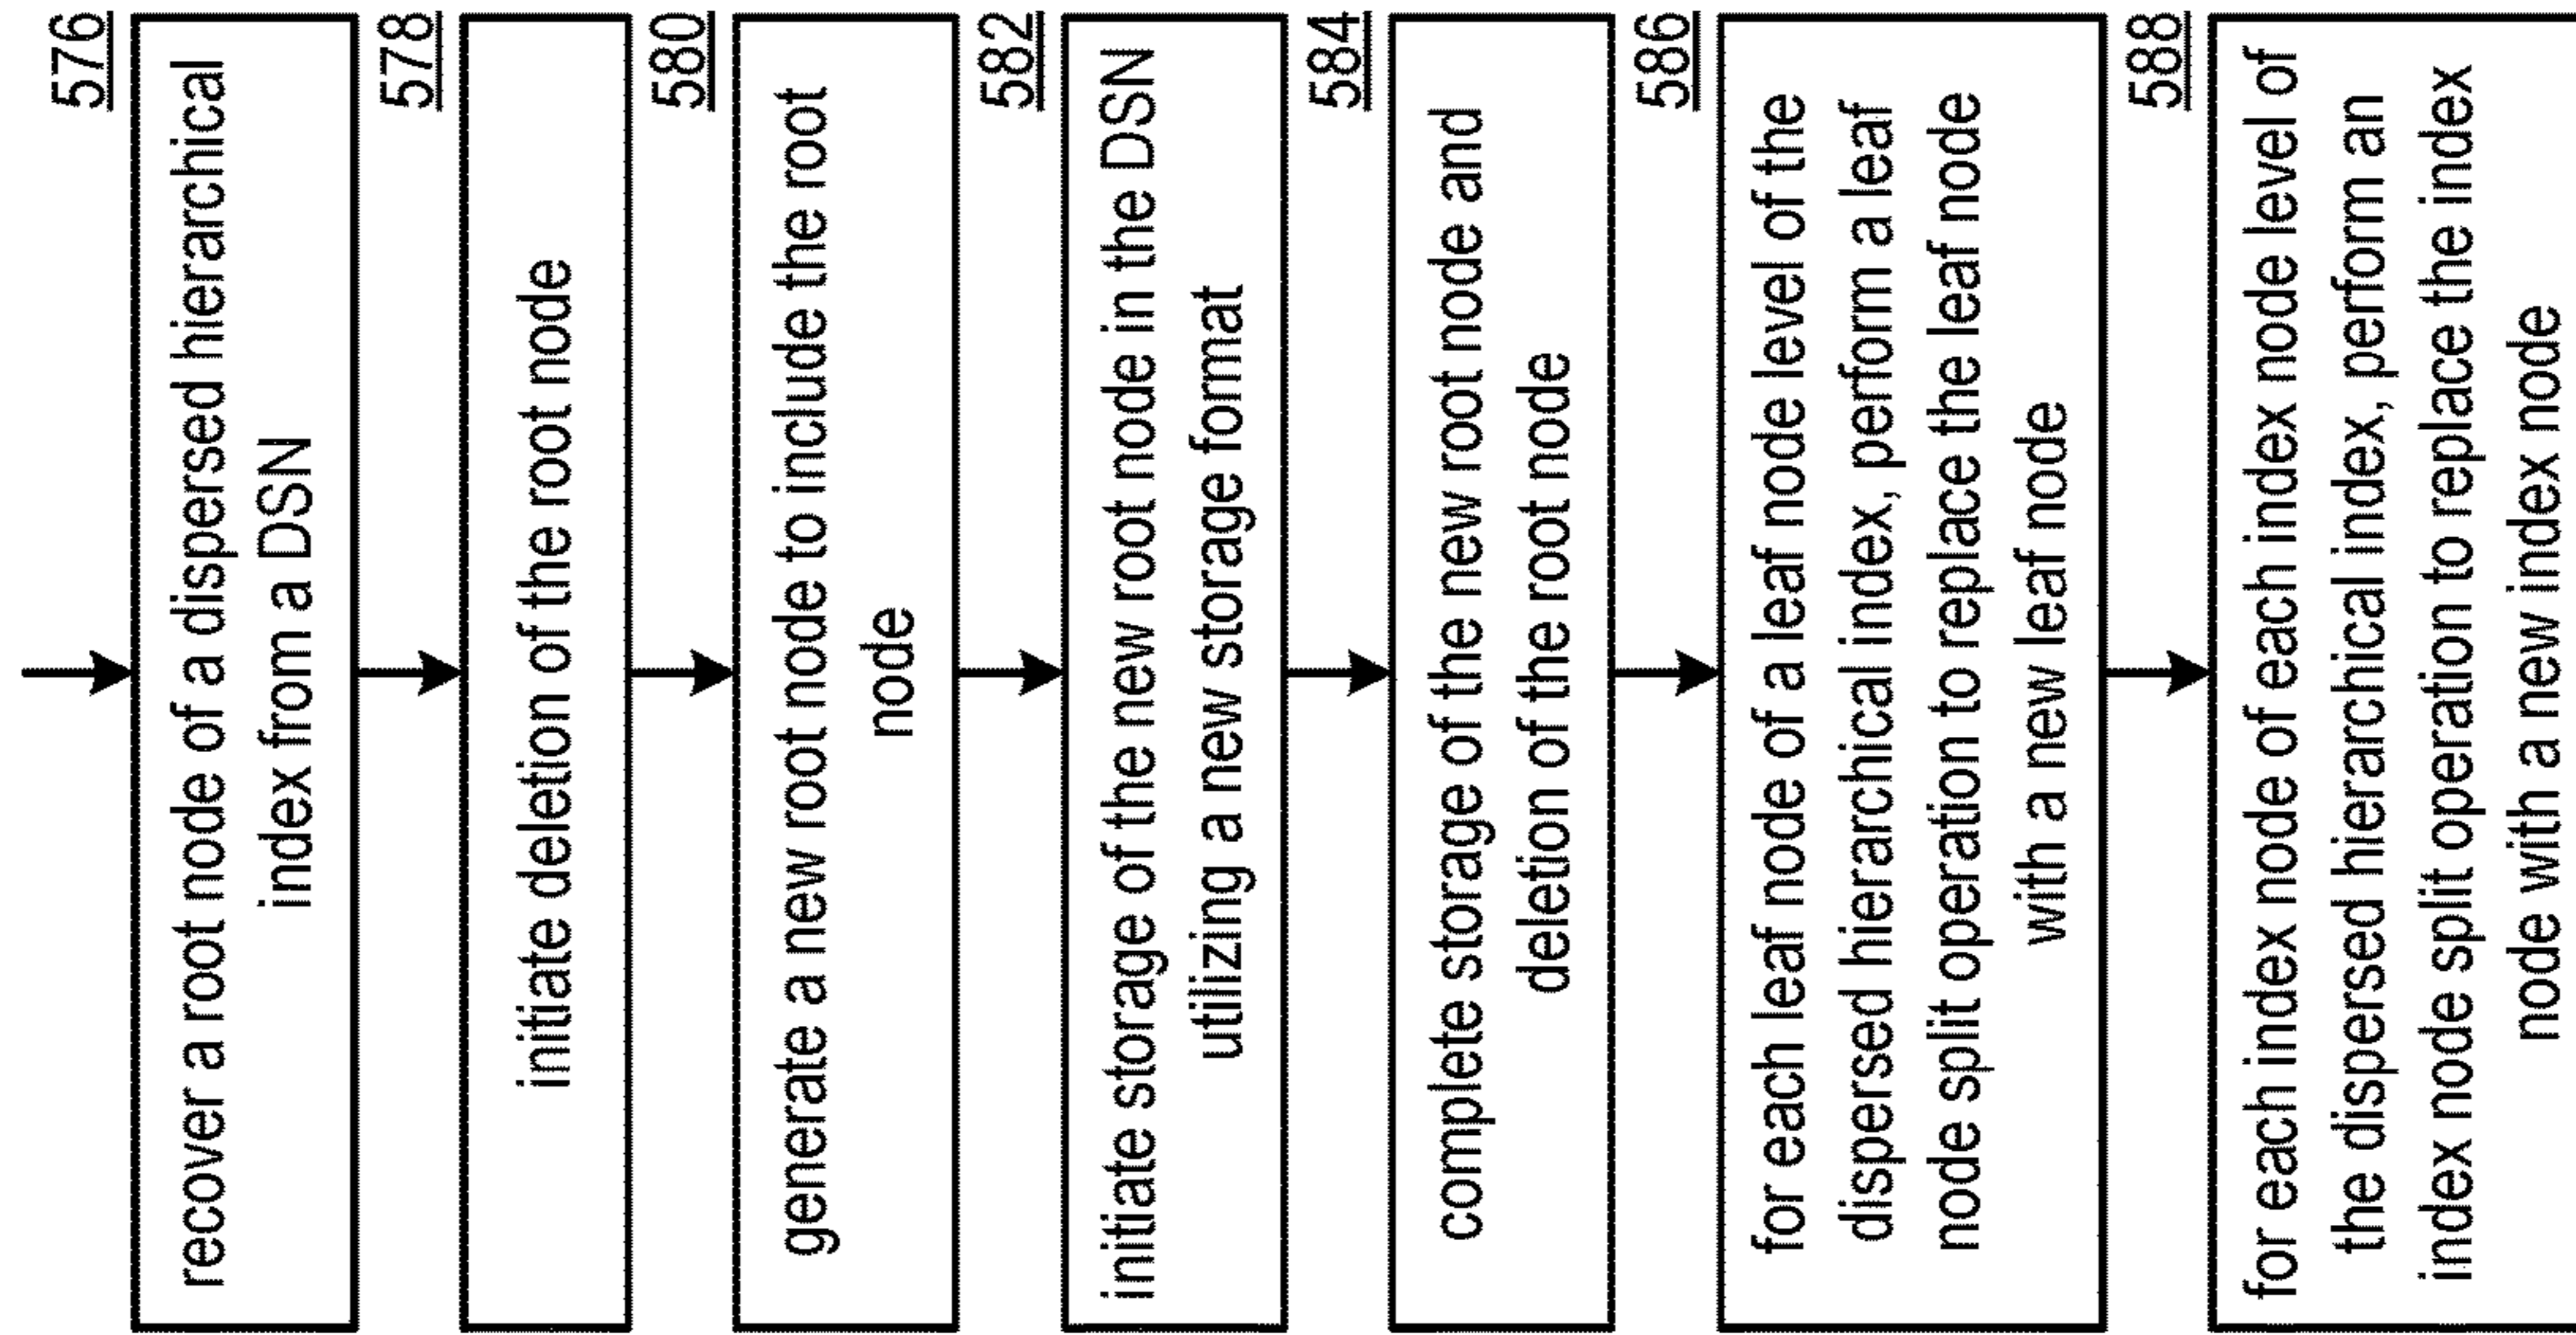 576
recover a root node of a dispersed hierarchical
index from a DSN
578
initiate deletion of the root node
580
generate a new root node to include the root
node
582
initiate storage of the new root node in the DSN
utilizing a new storage format
584
complete storage of the new root node and
deletion of the root node
586
for each leaf node of a leaf node level of the
dispersed hierarchical index, perform a leaf
node split operation to replace the leaf node
with a new leaf node
588
for each index node of each index node level of
the dispersed hierarchical index, perform an
index node split operation to replace the index
node with a new index node